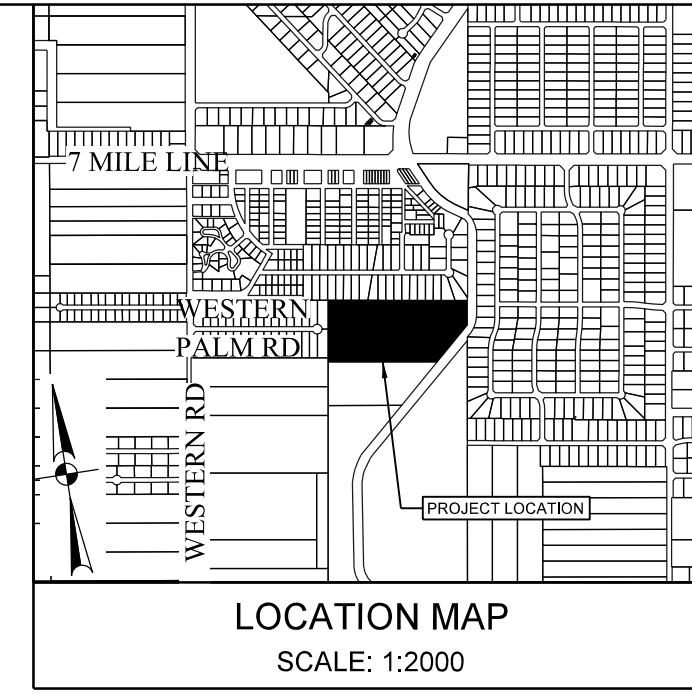 7 MILE LINE
WESTERN
PALM RD
WESTERN RD
PROJECT LOCATION
LOCATION MAP
SCALE: 1:2000